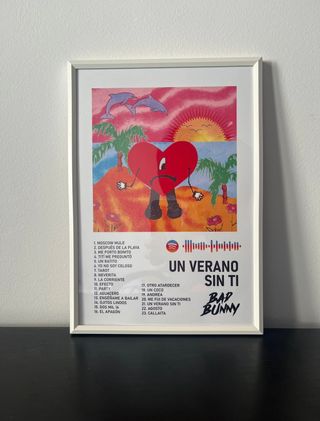 UN VERANO
SIN TI
BAD
BUNNY
1. MOSCOW MULE
2. DESPUÉS DE LA PLAYA
3. ME PORTO BONITO
4. TITÍ ME PREGUNTÓ
5. UN RATITO
6. YO NO SOY CELOSO
7. TAROT
8. NEVERITA
9. LA CORRIENTE
10. EFECTO
11. PARTY
12. AGUACERO
13. ENSÉÑAME A BAILAR
14. OJITOS LINDOS
15. DOS MIL 16
16. EL APAGÓN
17. OTRO ATARDECER
18. UN COCO
19. ANDREA
20. ME FUI DE VACACIONES
21. UN VERANO SIN TI
22. AGOSTO
23. CALLAITA